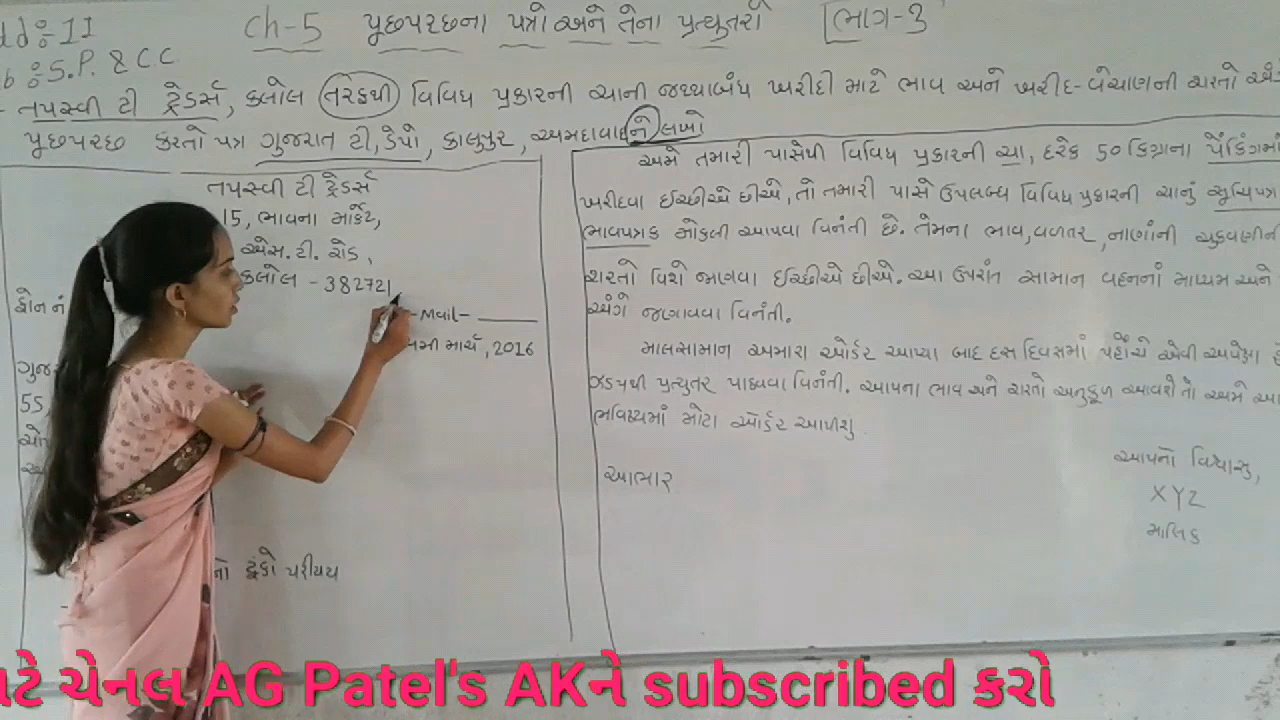 Ch-5 પૂછપરછના પત્રો અને તેના પ્રત્યુત્તરો ભાગ-3
: 11
: S.P. & CC
- તપસ્વી ટી ટ્રેડર્સ, કલોલ તરફથી વિવિધ પ્રકારની ચાની જથ્થાબંધ ખરીદી માટે ભાવ અને ખરીદ-વેચાણની શરતો
પૂછપરછ કરતો પત્ર ગુજરાત ટી, ડેપો, કાલુપુર, અમદાવાદને લખો
તપસ્વી ટી ટ્રેડર્સ
15, ભાવના માર્કેટ,
એસ. ટી. રોડ,
કલોલ - 382721
ફોન નં
-Mail-
માર્ચ, 2016
55,
નો ટૂંકો પરીચય
અમે તમારી પાસેથી વિવિધ પ્રકારની ચા, દરેક 50 કિગ્રાના પેકિંગમાં
ખરીદવા ઈચ્છીએ છીએ, તો તમારી પાસે ઉપલબ્ધ વિવિધ પ્રકારની ચાનું સૂચિપત્ર
ભાવપત્રક મોકલી આપવા વિનંતી છે. તેમના ભાવ, વળતર, નાણાંની ચુકવણીની
શરતો વિશે જાણવા ઈચ્છીએ છીએ. આ ઉપરાંત સામાન વહનનાં માધ્યમ અને
અંગે જણાવવા વિનંતી.
માલસામાન અમારા ઓર્ડર આપ્યા બાદ દસ દિવસમાં પહોંચે એવી અપેક્ષા
ઝડપથી પ્રત્યુતર પાઠવવા વિનંતી. આપના ભાવ અને શરતો અનુકૂળ આવશે તો અમે
ભવિષ્યમાં મોટા ઓર્ડર આપીશું
આભાર
આપનો વિશ્વાસુ,
XYZ
માલિક
ચેનલ AG Patel's AKને subscribed કરો